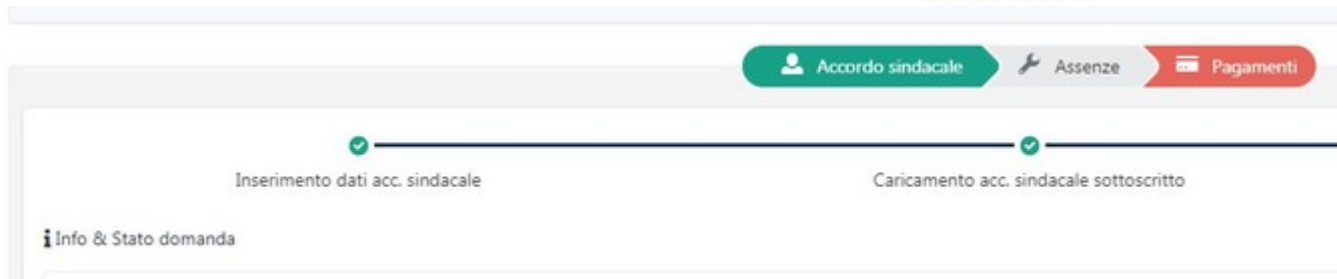 Accordo sindacale Assenze Pagamenti
Inserimento dati acc. sindacale Caricamento acc. sindacale sottoscritto
Info & Stato domanda